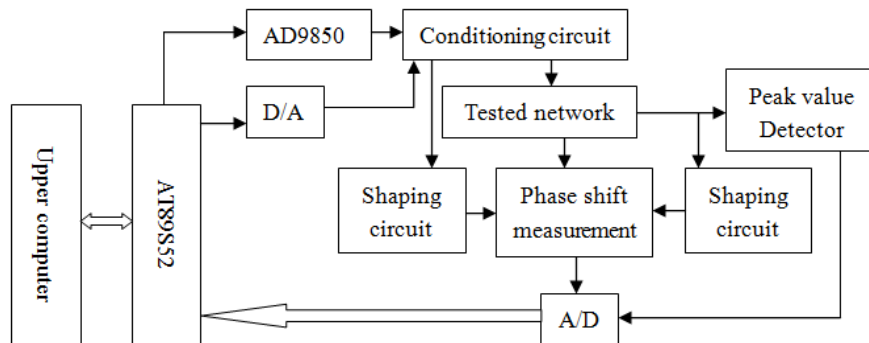 AD9850
Conditioning circuit
D/A
Tested network
Peak value
Detector
Upper computer
AT89S52
Shaping
circuit
Phase shift
measurement
Shaping
circuit
A/D